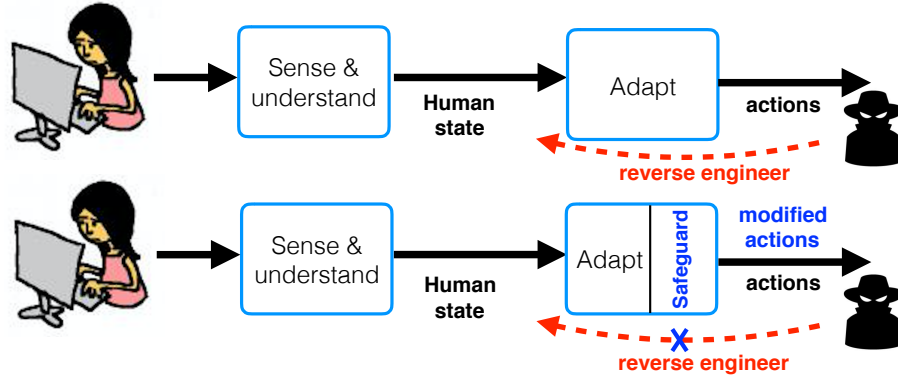 Sense &
understand
Human
state
Adapt
actions
reverse engineer
Sense &
understand
Human
state
Adapt
Safeguard
modified
actions
actions
reverse engineer